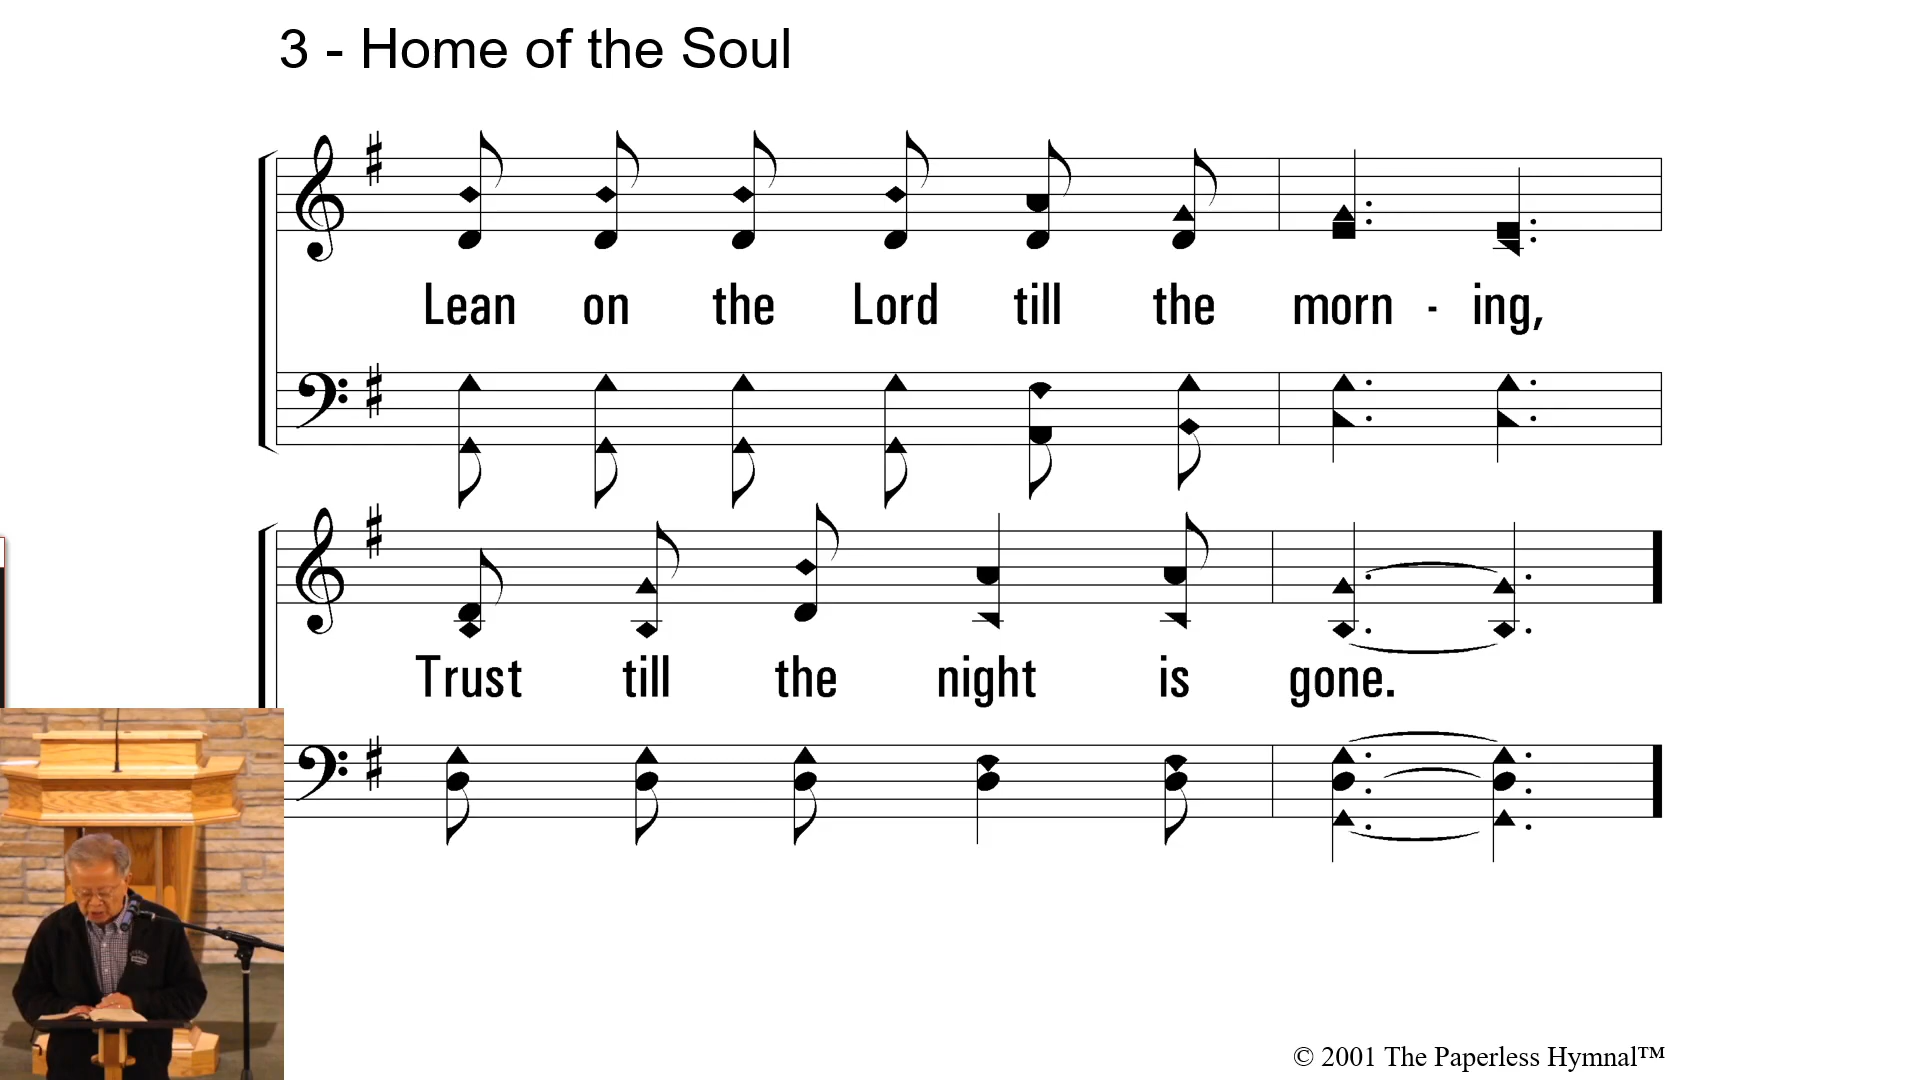 3 - Home of the Soul
Lean on the Lord till the morn - ing,
Trust till the night is gone.
© 2001 The Paperless Hymnal™